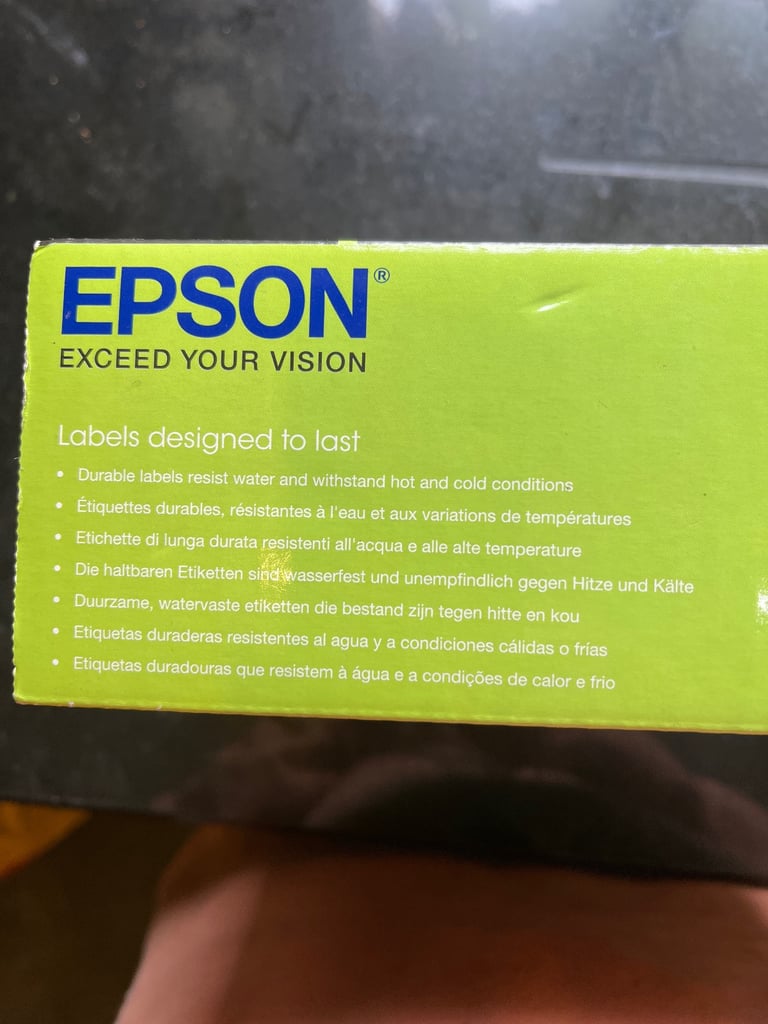 EPSON®
EXCEED YOUR VISION
Labels designed to last
• Durable labels resist water and withstand hot and cold conditions
• Étiquettes durables, résistantes à l'eau et aux variations de températures
• Etichette di lunga durata resistenti all'acqua e alle alte temperature
• Die haltbaren Etiketten sind wasserfest und unempfindlich gegen Hitze und Kälte
• Duurzame, watervaste etiketten die bestand zijn tegen hitte en kou
• Etiquetas duraderas resistentes al agua y a condiciones cálidas o frías
• Etiquetas duradouras que resistem à água e a condições de calor e frio